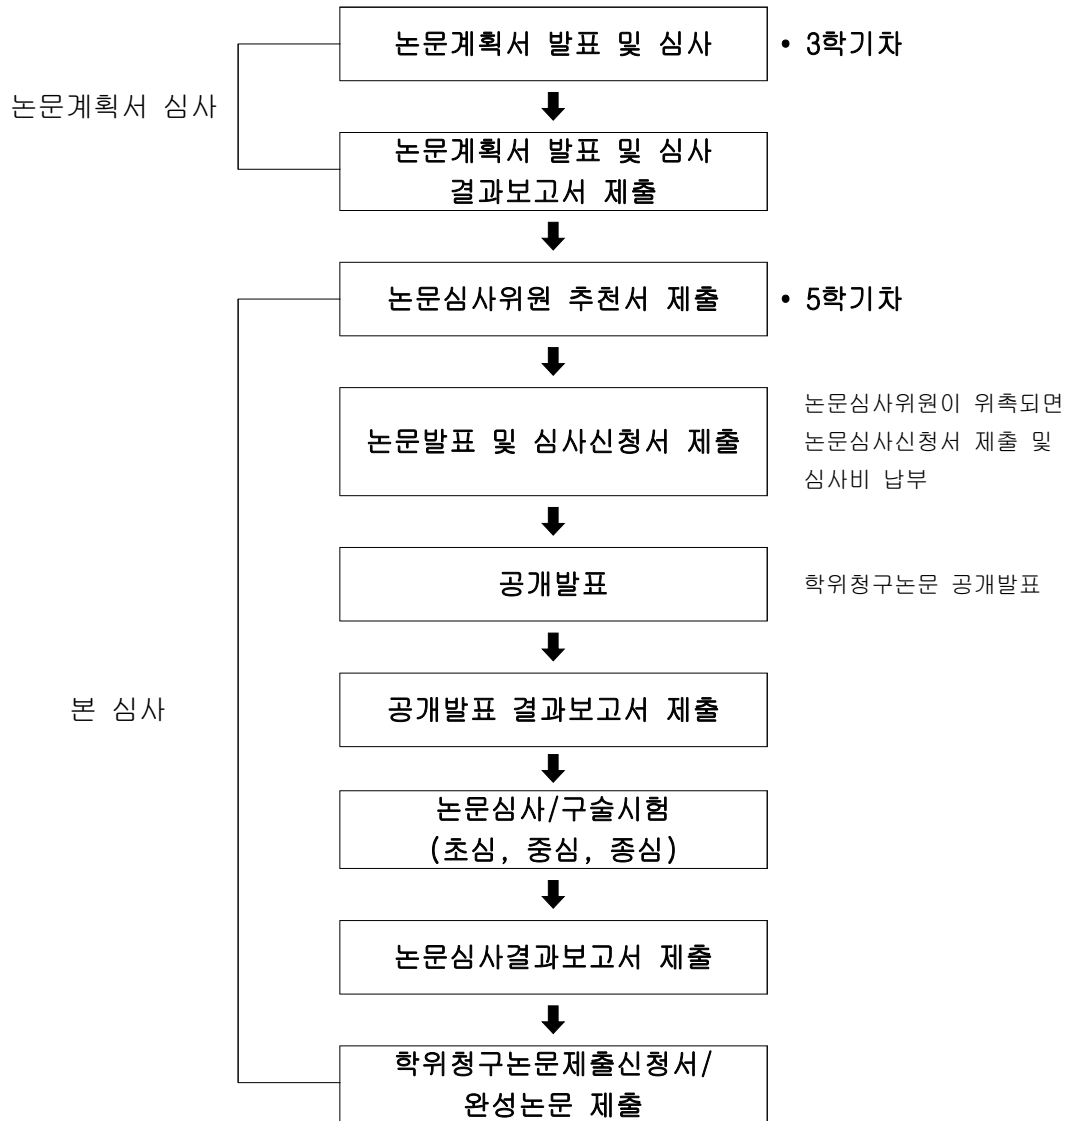 논문계획서 발표 및 심사
• 3학기차
논문계획서 심사
논문계획서 발표 및 심사
결과보고서 제출
논문심사위원 추천서 제출
• 5학기차
논문발표 및 심사신청서 제출
논문심사위원이 위촉되면
논문심사신청서 제출 및
심사비 납부
공개발표
학위청구논문 공개발표
본 심사
공개발표 결과보고서 제출
논문심사/구술시험
(초심, 중심, 종심)
논문심사결과보고서 제출
학위청구논문제출신청서/
완성논문 제출